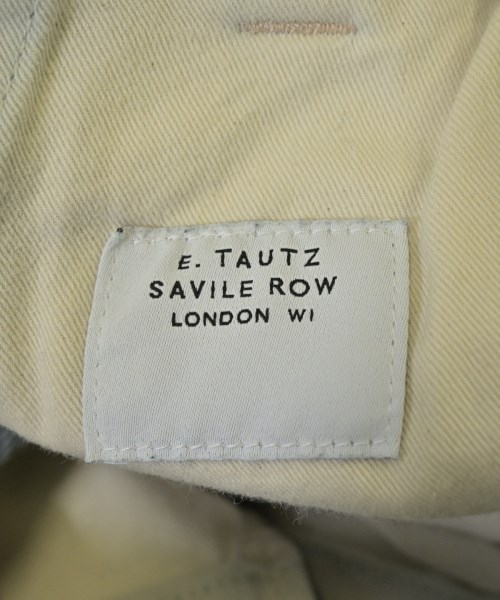 E. TAUTZ
SAVILE ROW
LONDON W1